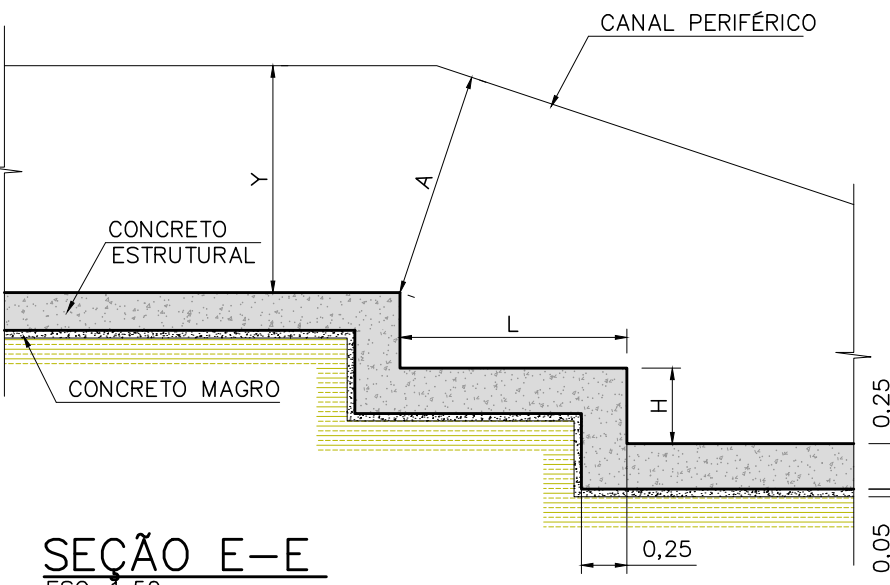 CANAL PERIFÉRICO
Y
A
CONCRETO
ESTRUTURAL
L
CONCRETO MAGRO
H
0,25
0,25
0,05
SEÇÃO E-E